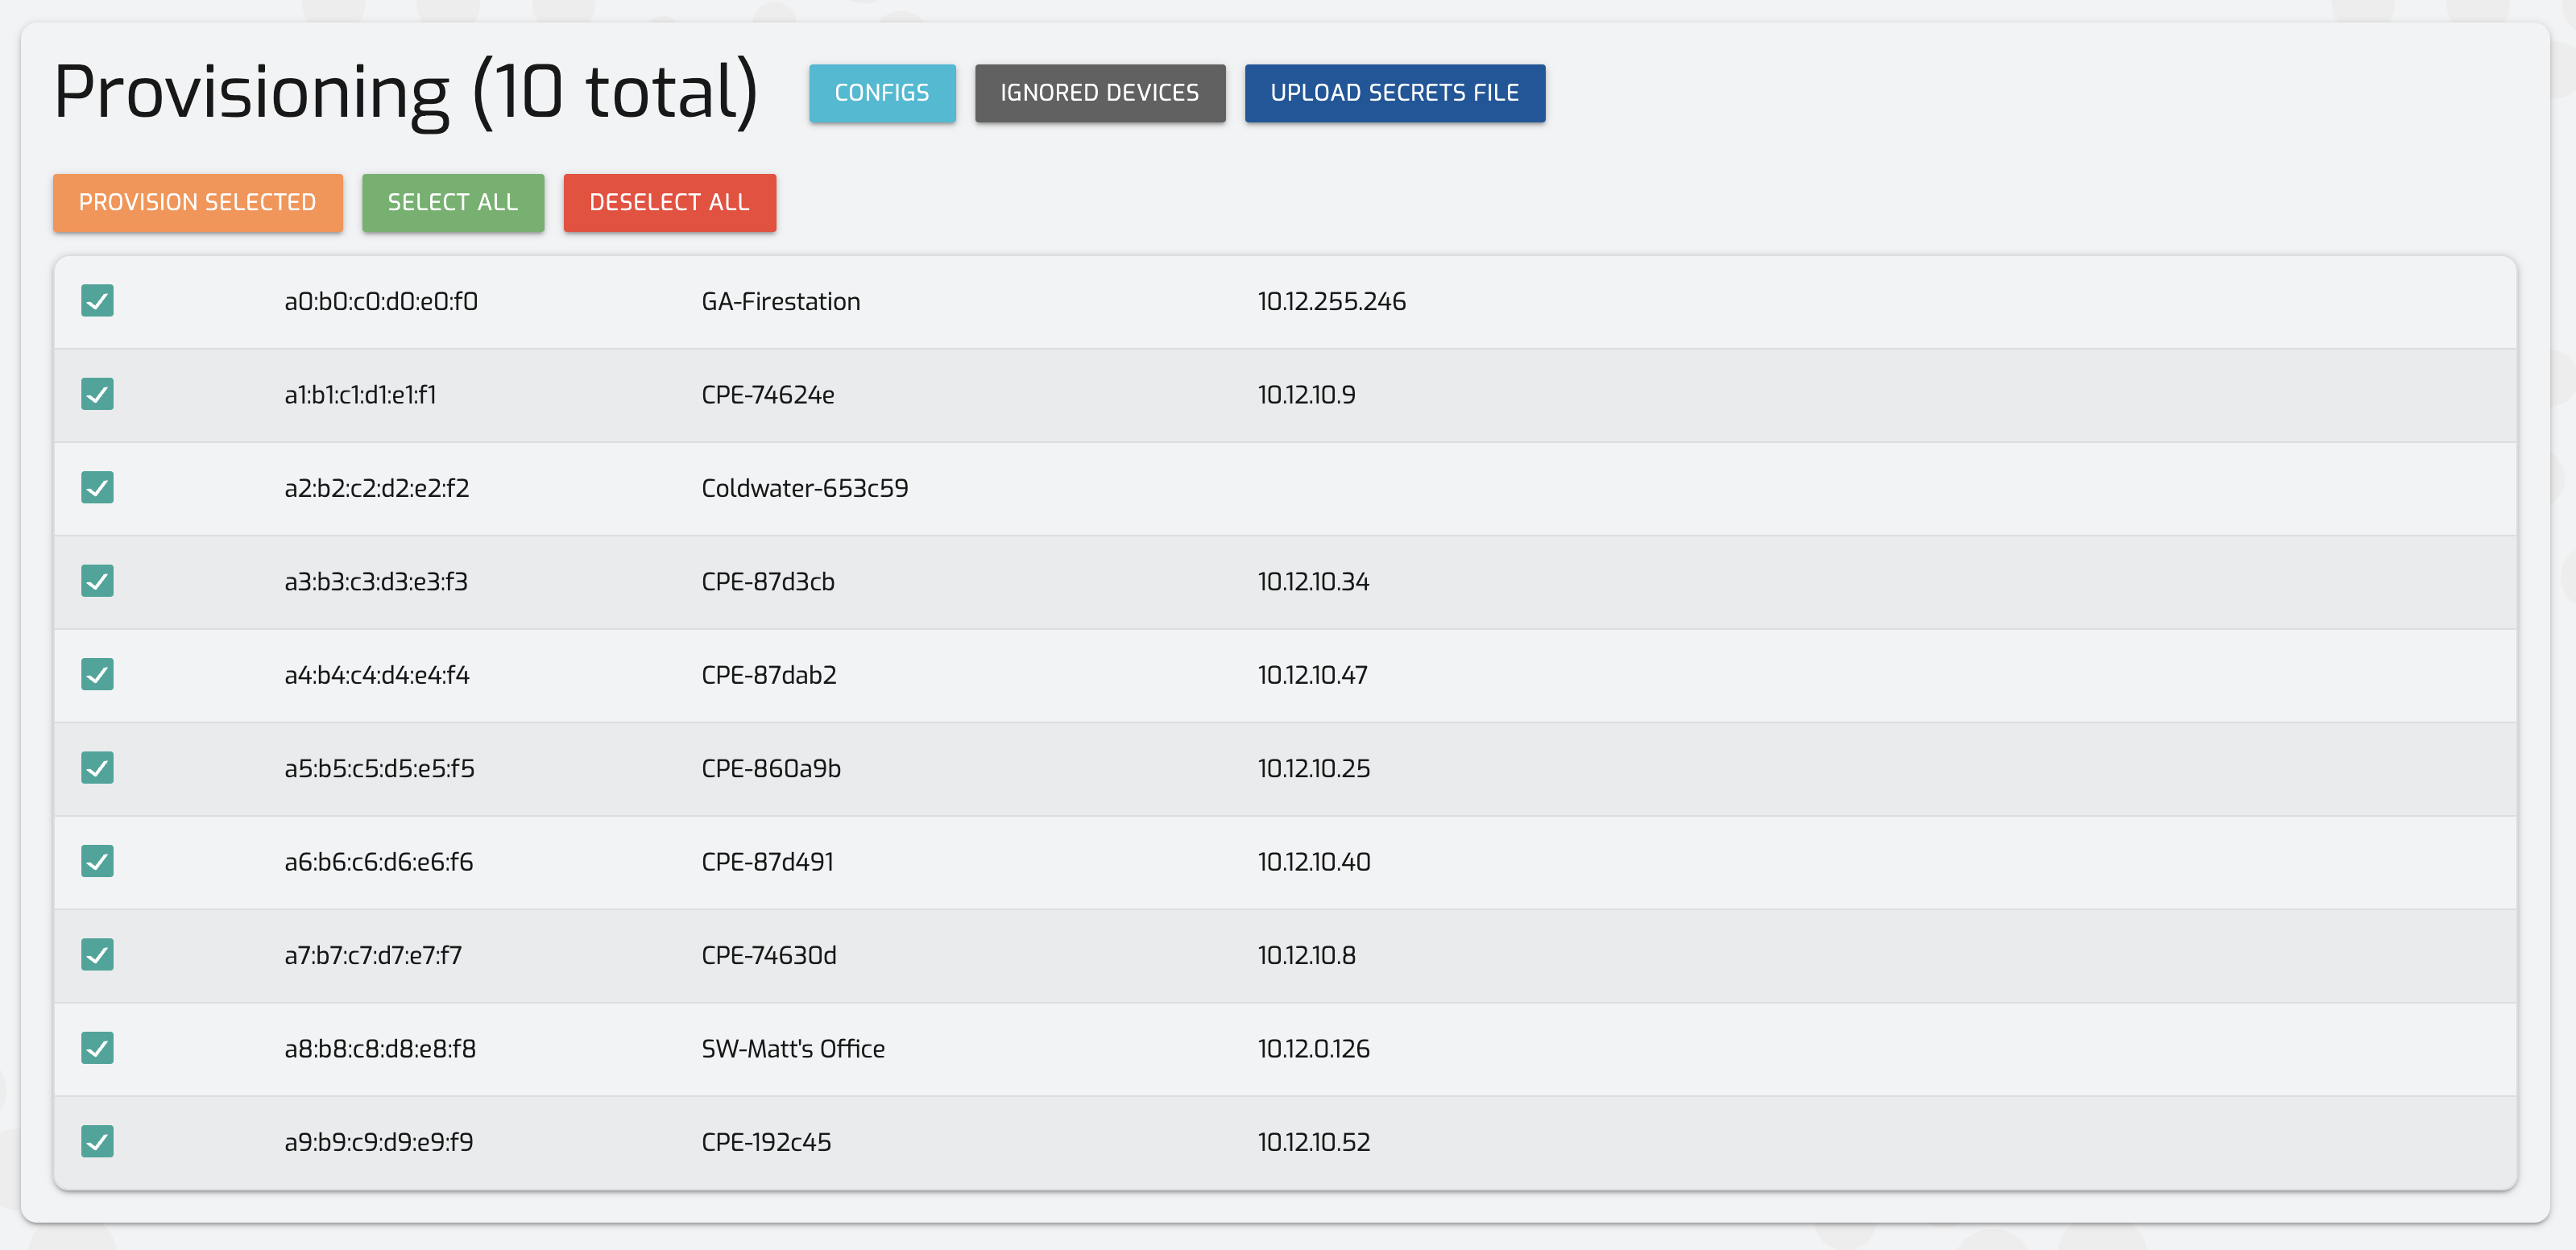 Provisioning (10 total) CONFIGS IGNORED DEVICES UPLOAD SECRETS FILE
PROVISION SELECTED SELECT ALL DESELECT ALL
a0:b0:c0:d0:e0:f0 GA-Firestation 10.12.255.246
a1:b1:c1:d1:e1:f1 CPE-74624e 10.12.10.9
a2:b2:c2:d2:e2:f2 Coldwater-653c59
a3:b3:c3:d3:e3:f3 CPE-87d3cb 10.12.10.34
a4:b4:c4:d4:e4:f4 CPE-87dab2 10.12.10.47
a5:b5:c5:d5:e5:f5 CPE-860a9b 10.12.10.25
a6:b6:c6:d6:e6:f6 CPE-87d491 10.12.10.40
a7:b7:c7:d7:e7:f7 CPE-74630d 10.12.10.8
a8:b8:c8:d8:e8:f8 SW-Matt's Office 10.12.0.126
a9:b9:c9:d9:e9:f9 CPE-192c45 10.12.10.52